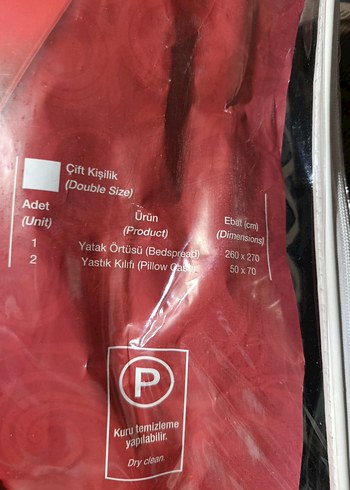 Çift Kişilik
(Double Size)
Adet Ürün Ebat (cm)
(Unit) (Product) (Dimensions)
1 Yatak Örtüsü (Bedspread) 260 x 270
2 Yastık Kılıfı (Pillow Case) 50 x 70
P
Kuru temizleme
yapılabilir.
Dry clean.